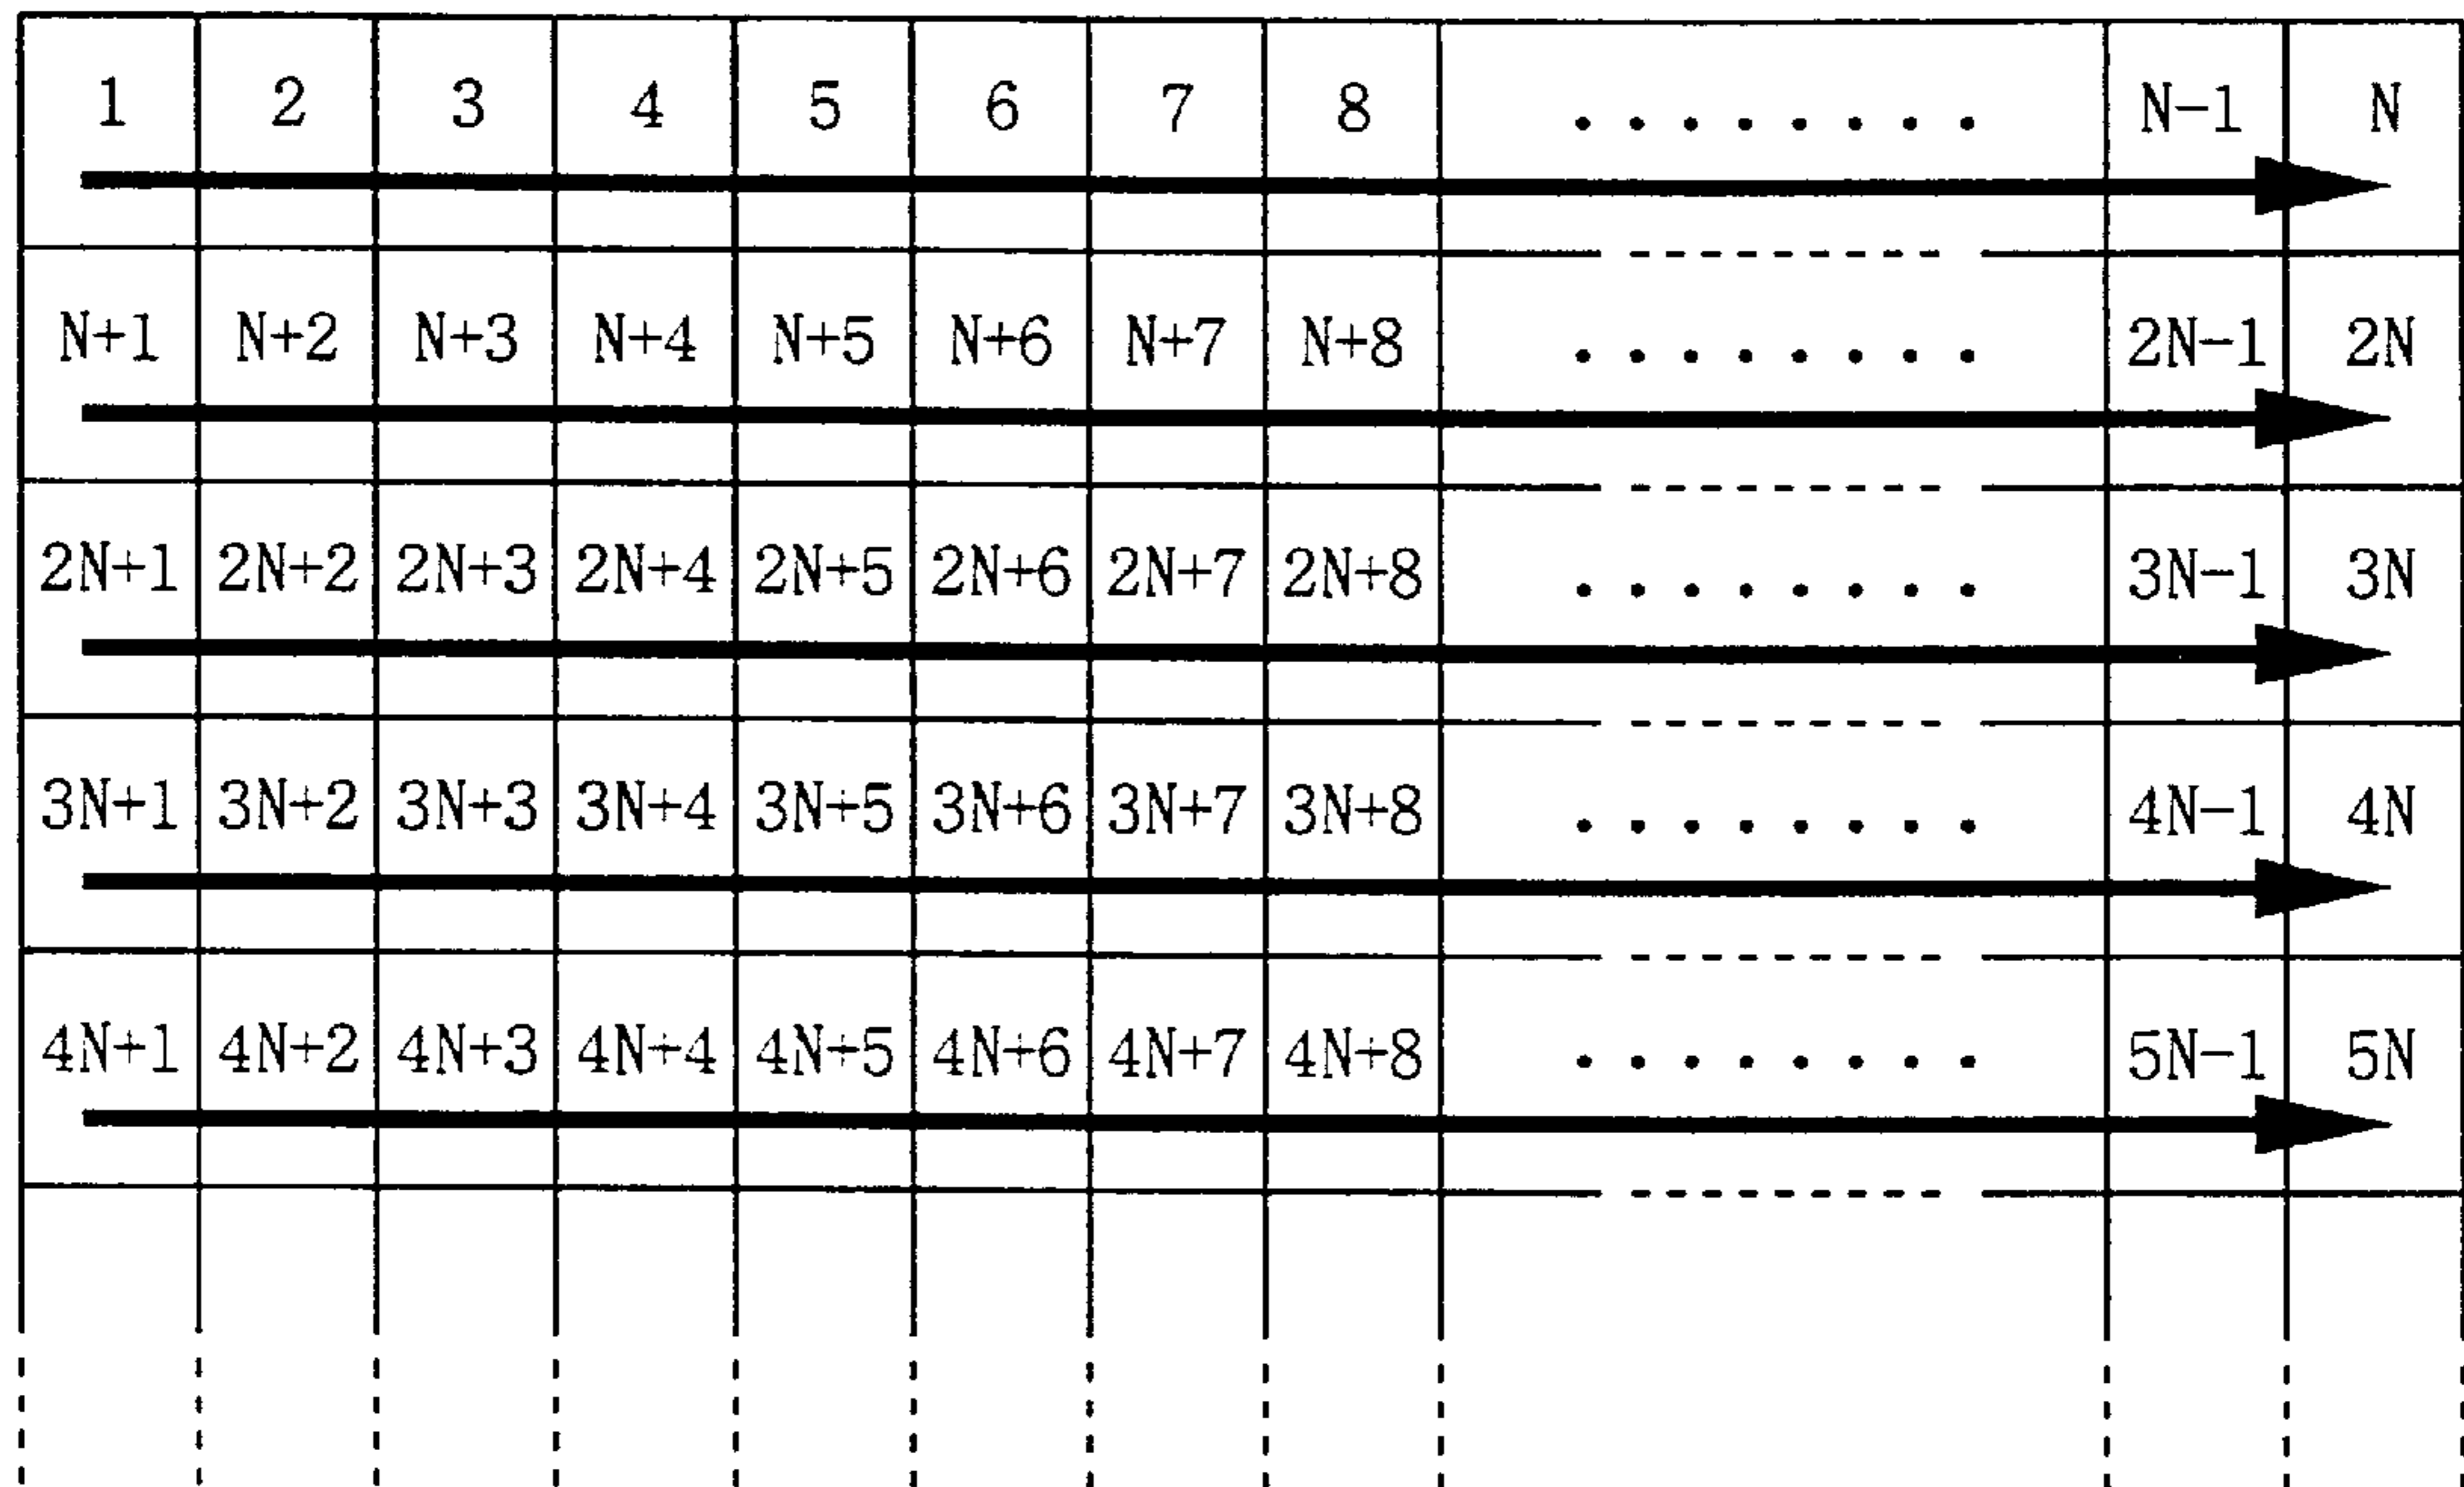 1 2 3 4 5 6 7 8 ........ N-1 N
N+1 N+2 N+3 N+4 N+5 N+6 N+7 N+8 ........ 2N-1 2N
2N+1 2N+2 2N+3 2N+4 2N+5 2N+6 2N+7 2N+8 ........ 3N-1 3N
3N+1 3N+2 3N+3 3N+4 3N+5 3N+6 3N+7 3N+8 ........ 4N-1 4N
4N+1 4N+2 4N+3 4N+4 4N+5 4N+6 4N+7 4N+8 ........ 5N-1 5N